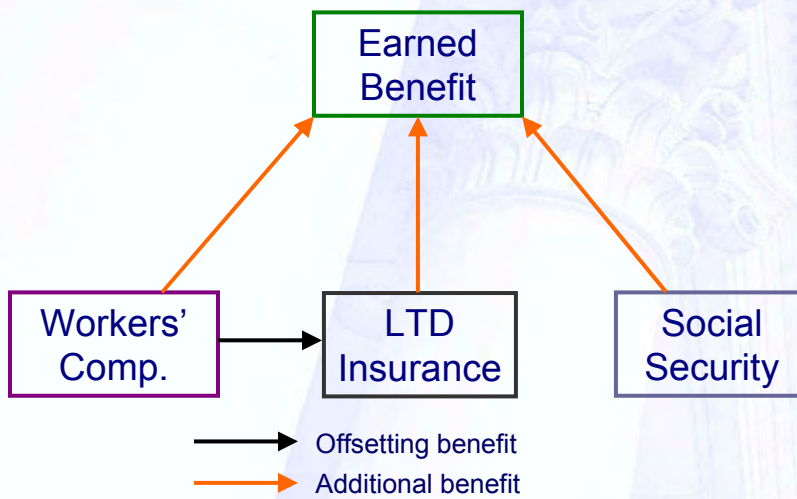 Earned
Benefit
Workers’
Comp.
LTD
Insurance
Social
Security
Offsetting benefit
Additional benefit